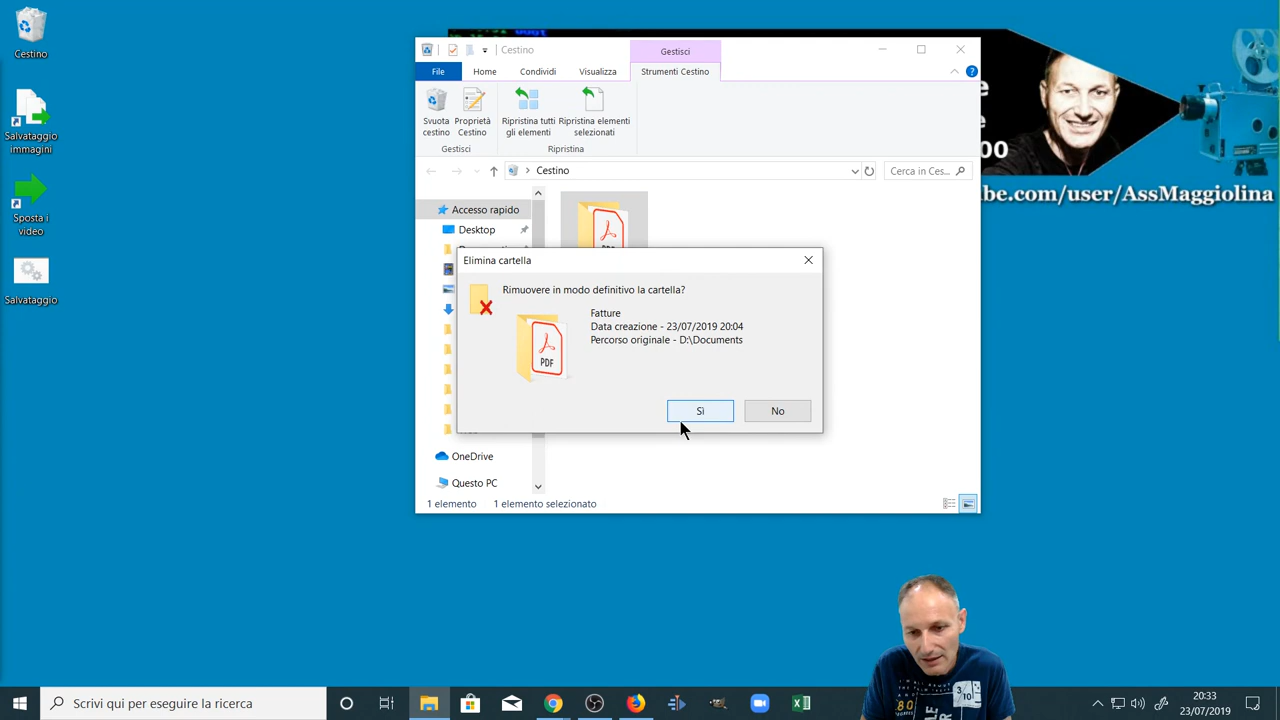 Cestino
Salvataggio
immagini
Sposta i
video
Salvataggio
Cestino
Gestisci
File
Home
Condividi
Visualizza
Strumenti Cestino
Svuota
cestino
Proprietà
Cestino
Gestisci
Ripristina tutti
gli elementi
Ripristina elementi
selezionati
Ripristina
Cestino
Cerca in Ces...
Accesso rapido
Desktop
OneDrive
Questo PC
1 elemento
1 elemento selezionato
Elimina cartella
Rimuovere in modo definitivo la cartella?
Fatture
Data creazione - 23/07/2019 20:04
Percorso originale - D:\Documents
PDF
Sì
No
e
e
00
be.com/user/AssMaggiolina
Scrivi qui per eseguire la ricerca
20:33
23/07/2019